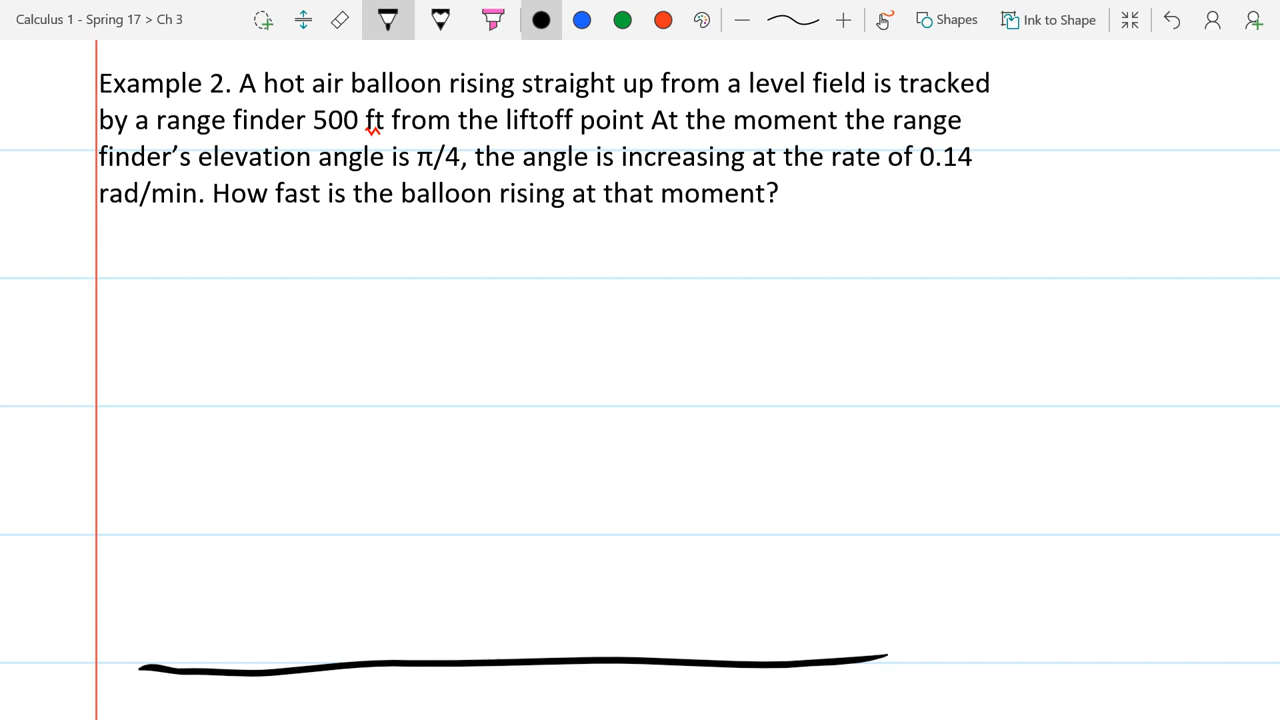 Calculus 1 - Spring 17 > Ch 3
Shapes
Ink to Shape
Example 2. A hot air balloon rising straight up from a level field is tracked
by a range finder 500 ft from the liftoff point At the moment the range
finder’s elevation angle is π/4, the angle is increasing at the rate of 0.14
rad/min. How fast is the balloon rising at that moment?